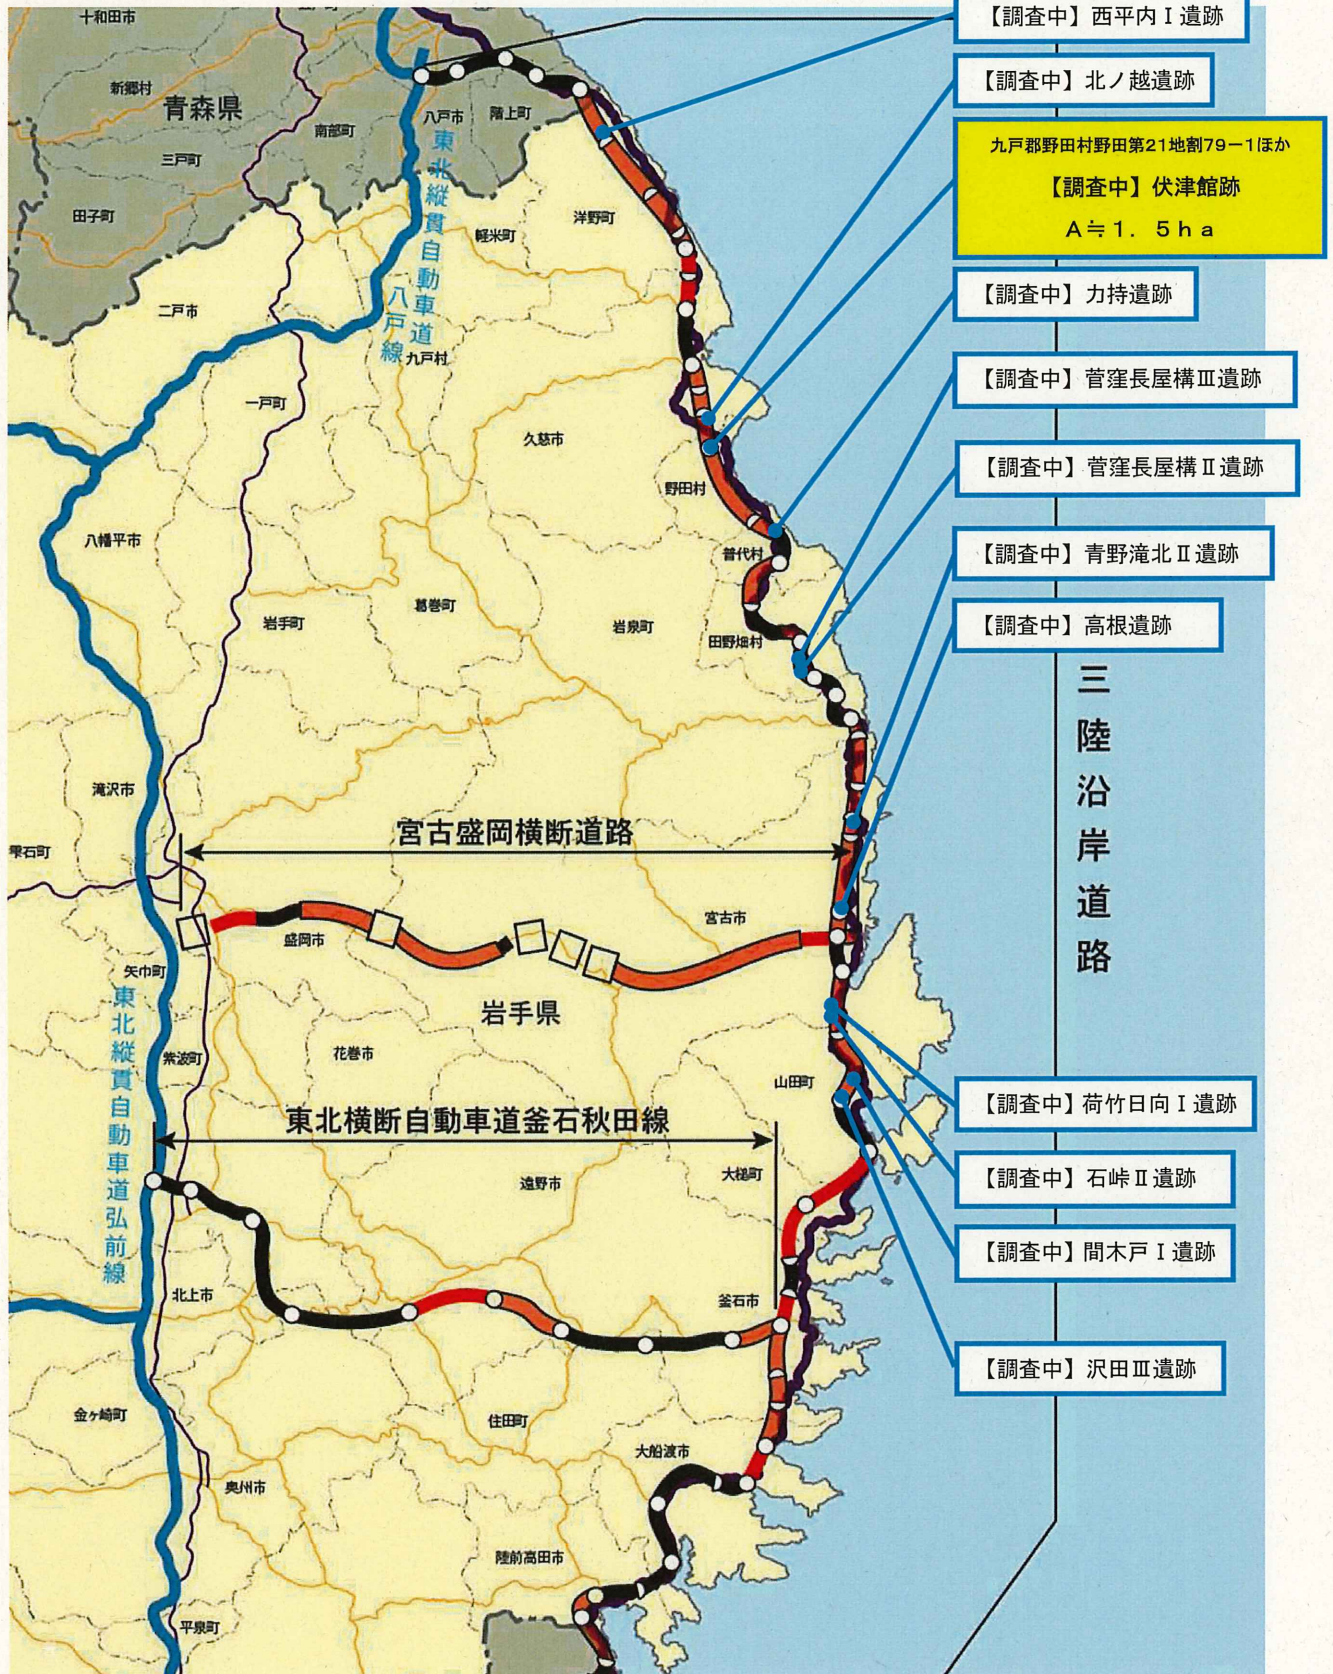 【調査中】西平内Ⅰ遺跡
【調査中】北ノ越遺跡
九戸郡野田村野田第21地割79−1ほか
【調査中】伏津館跡
A≒1．5ha
【調査中】力持遺跡
【調査中】菅窪長屋構Ⅲ遺跡
【調査中】菅窪長屋構Ⅱ遺跡
【調査中】青野滝北Ⅱ遺跡
【調査中】高根遺跡
三陸沿岸道路
【調査中】荷竹日向Ⅰ遺跡
【調査中】石峠Ⅱ遺跡
【調査中】間木戸Ⅰ遺跡
【調査中】沢田Ⅲ遺跡
十和田市
新郷村
青森県
南部町
八戸市
階上町
三戸町
田子町
東北縦貫自動車道
八戸線
洋野町
軽米町
二戸市
九戸村
一戸町
久慈市
野田村
八幡平市
普代村
葛巻町
岩手町
岩泉町
田野畑村
滝沢市
宮古盛岡横断道路
雫石町
宮古市
盛岡市
矢巾町
岩手県
東北縦貫自動車道弘前線
紫波町
花巻市
山田町
東北横断自動車道釜石秋田線
大槌町
遠野市
北上市
釜石市
金ヶ崎町
住田町
大船渡市
奥州市
陸前高田市
平泉町